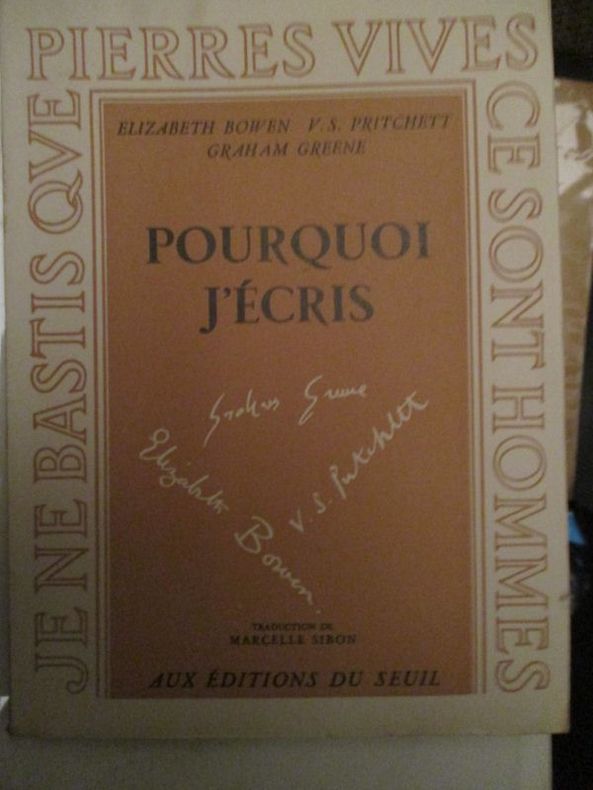 JE NE BASTIS QVE
PIERRES VIVES
CE SONT HOMMES
ELIZABETH BOWEN V. S. PRITCHETT
GRAHAM GREENE
POURQUOI
J'ÉCRIS
Graham Greene
Elizabeth Bowen.
V. S. Pritchett
TRADUCTION DE
MARCELLE SIBON
AUX ÉDITIONS DU SEUIL